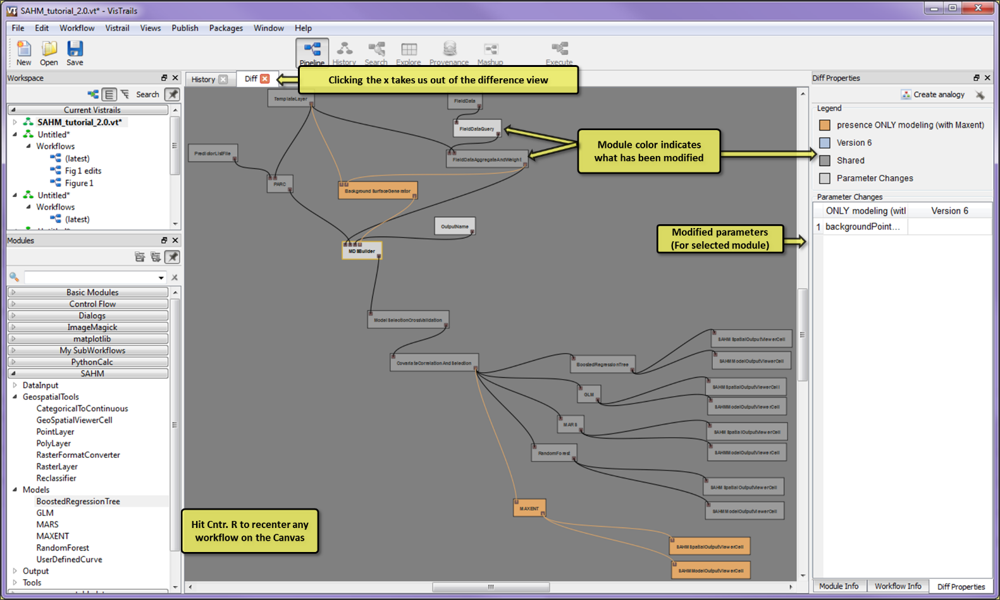 SAHM_tutorial_2.0.vt* - VisTrails
File Edit Workflow Vistrail Views Publish Packages Window Help
New Open Save Pipeline History Search Explore Provenance Mashup Execute
Workspace
Search
Current Vistrails
SAHM_tutorial_2.0.vt*
Untitled*
Workflows
(latest)
Fig 1 edits
Figure 1
Untitled*
Workflows
(latest)
Modules
Basic Modules
Control Flow
Dialogs
ImageMagick
matplotlib
My SubWorkflows
PythonCalc
SAHM
DataInput
GeospatialTools
CategoricalToContinuous
GeoSpatialViewerCell
PointLayer
PolyLayer
RasterFormatConverter
RasterLayer
Reclassifier
Models
BoostedRegressionTree
GLM
MARS
MAXENT
RandomForest
UserDefinedCurve
Output
Tools
History Diff
Clicking the x takes us out of the difference view
TemplateLayer
FieldData
FieldDataQuery
PredictorListFile
FieldDataAggregateAndWeight
PARC
BackgroundSurfaceGenerator
OutputName
MDSBuilder
ModelSelectionCrossValidation
CovariateCorrelationAndSelection
BoostedRegressionTree
GLM
MARS
RandomForest
MAXENT
SAHMSpatialOutputViewerCell
SAHMModelOutputViewerCell
SAHMSpatialOutputViewerCell
SAHMModelOutputViewerCell
SAHMSpatialOutputViewerCell
SAHMModelOutputViewerCell
SAHMSpatialOutputViewerCell
SAHMModelOutputViewerCell
SAHMSpatialOutputViewerCell
SAHMModelOutputViewerCell
Module color indicates
what has been modified
Modified parameters
(For selected module)
Hit Cntr. R to recenter any
workflow on the Canvas
Diff Properties
Create analogy
Legend
presence ONLY modeling (with Maxent)
Version 6
Shared
Parameter Changes
Parameter Changes
ONLY modeling (witl Version 6
1 backgroundPoint...
Module Info Workflow Info Diff Properties